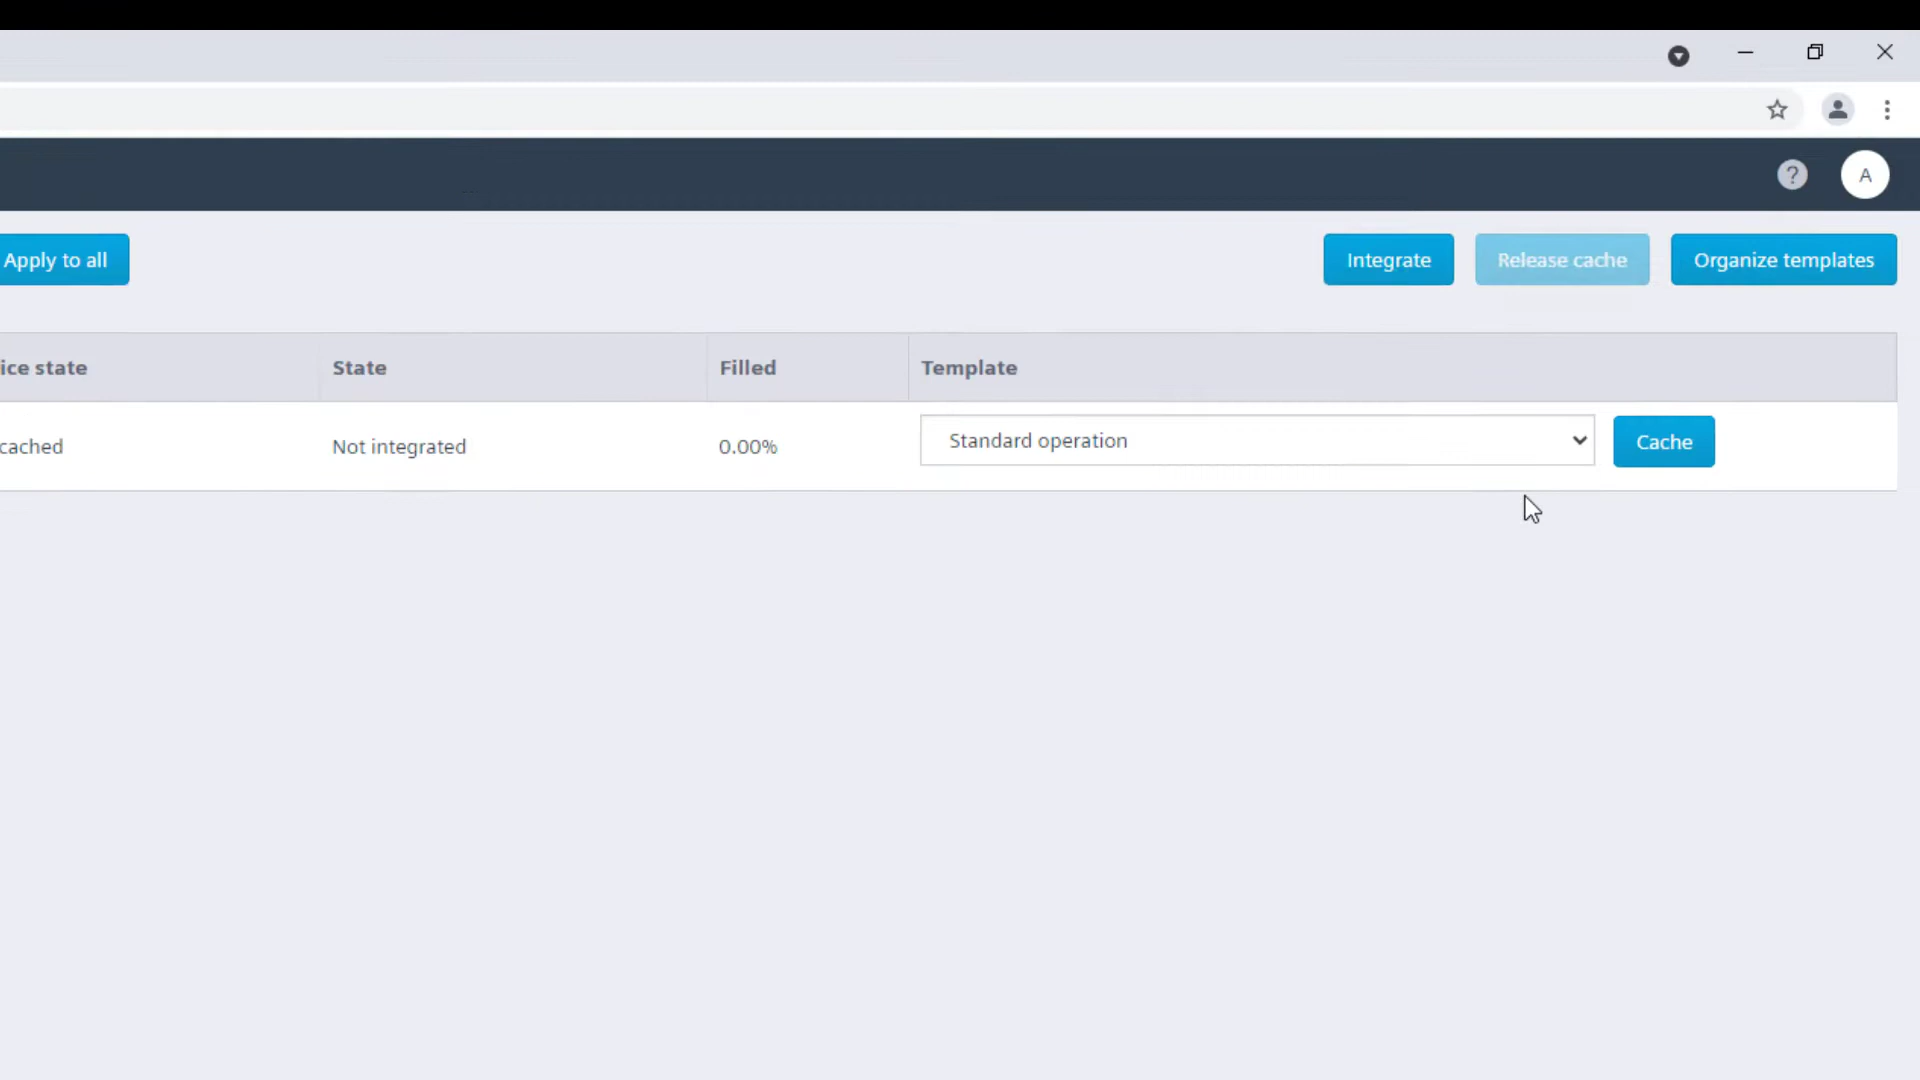 ?
A
Apply to all
Integrate
Release cache
Organize templates
ice state
State
Filled
Template
cached
Not integrated
0.00%
Standard operation
Cache